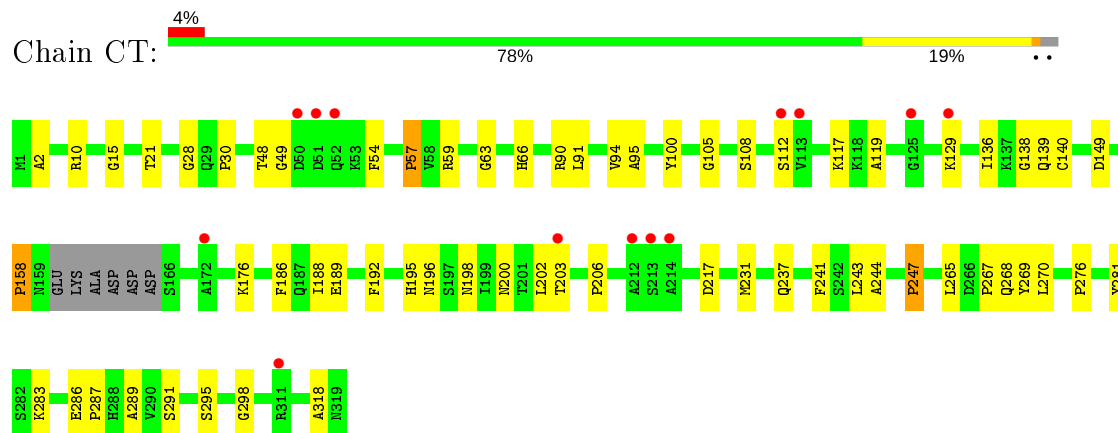 4%
Chain CT:
78% 19% • •
M1 A2 R10 G15 T21 G28 Q29 P30 T48 G49 D50 D51 Q52 K53 F54 P57 V58 R59 G63 H66 R90 L91 V94 A95 Y100 G105 S108 S112 V113 K117 K118 A119 G125 K129 I136 K137 G138 Q139 C140 D149
P158 N159 GLU LYS ALA ASP ASP ASP S166 A172 K176 F186 Q187 I188 E189 F192 H195 N196 S197 N198 I199 N200 T201 L202 T203 P206 A212 S213 A214 D217 M231 Q237 F241 S242 L243 A244 P247 L265 D266 P267 Q268 Y269 L270 P276 Y281
S282 K283 E286 P287 H288 A289 V290 S291 S295 G298 R311 A318 N319